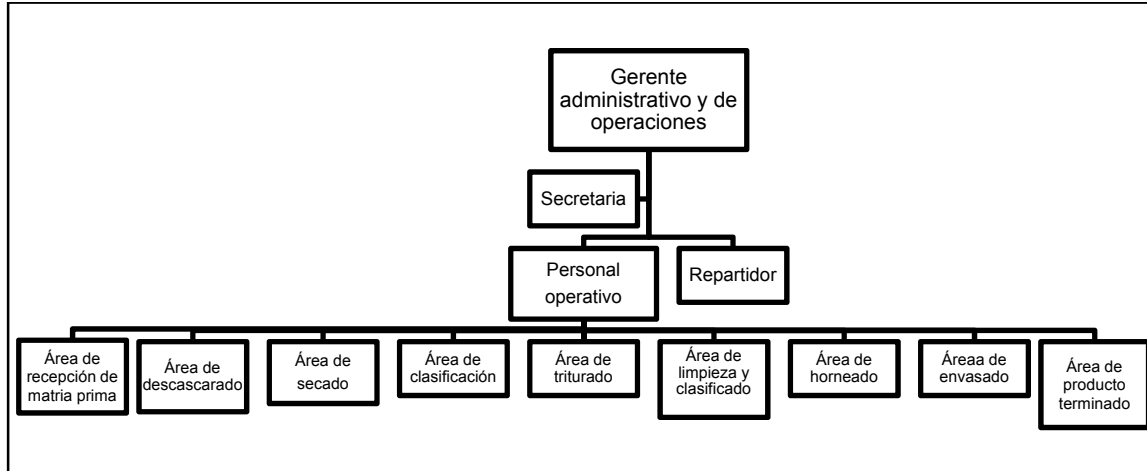 Gerente
administrativo y de
operaciones
Secretaria
Personal
operativo
Repartidor
Área de
recepción de
matria prima
Área de
descascarado
Área de
secado
Área de
clasificación
Área de
triturado
Área de
limpieza y
clasificado
Área de
horneado
Áreaa de
envasado
Área de
producto
terminado